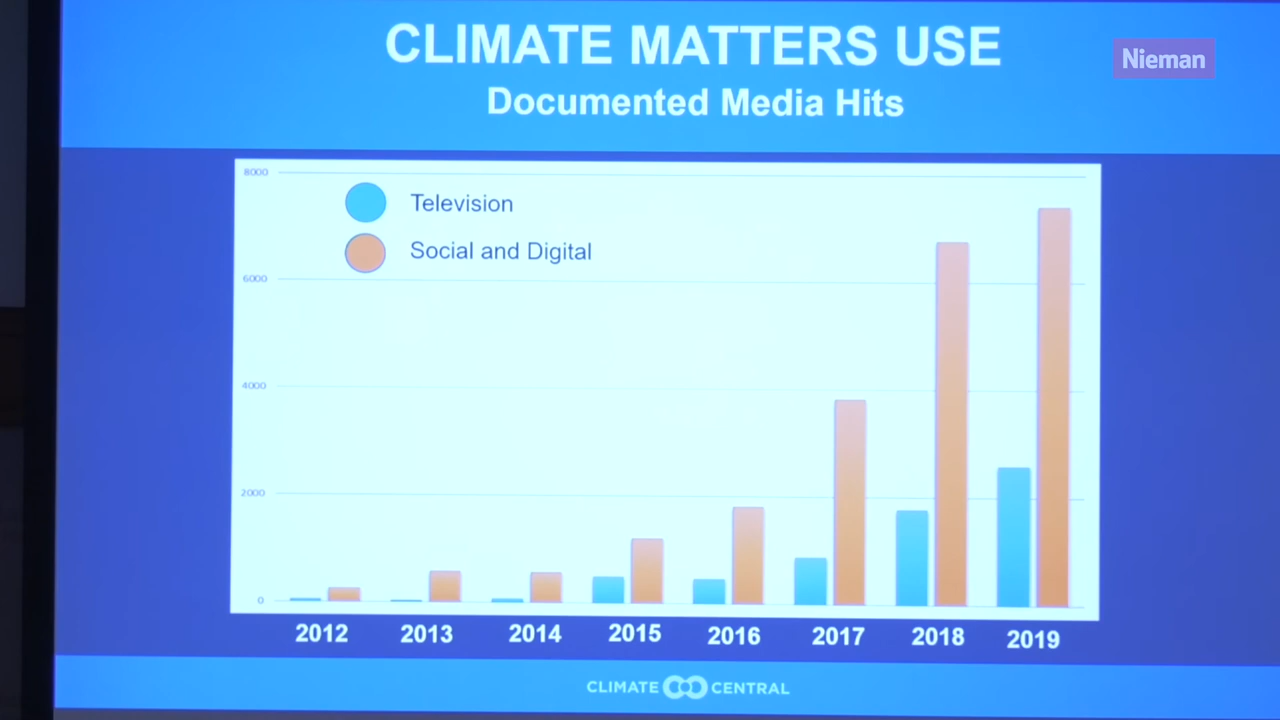 CLIMATE MATTERS USE
Nieman
Documented Media Hits
8000
Television
Social and Digital
6000
4000
2000
0
2012 2013 2014 2015 2016 2017 2018 2019
CLIMATE CENTRAL